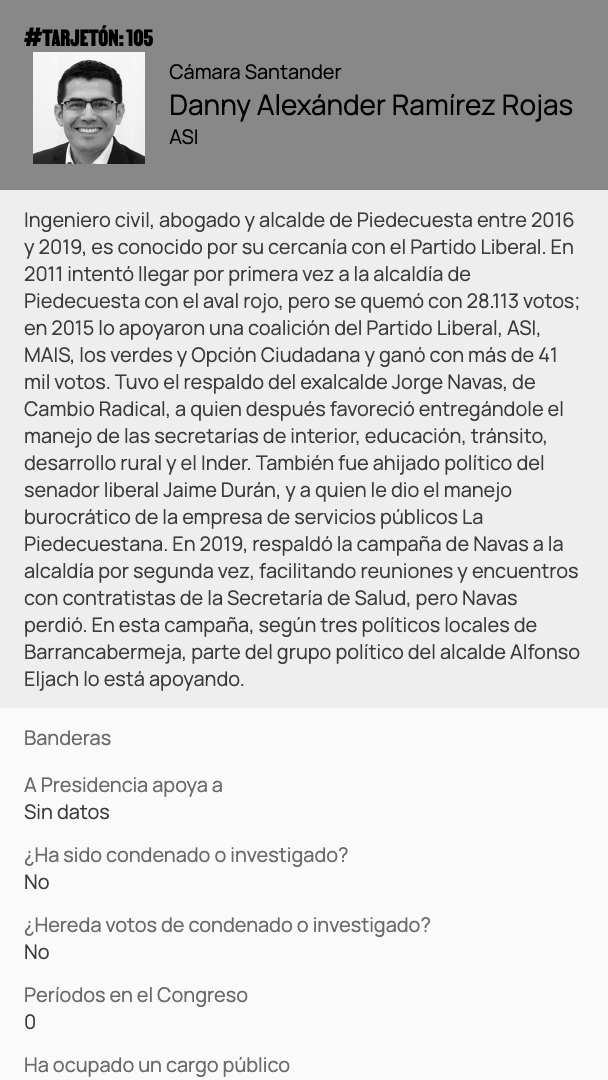 #TARJETÓN: 105
Cámara Santander
Danny Alexánder Ramírez Rojas
ASI
Ingeniero civil, abogado y alcalde de Piedecuesta entre 2016
y 2019, es conocido por su cercanía con el Partido Liberal. En
2011 intentó llegar por primera vez a la alcaldía de
Piedecuesta con el aval rojo, pero se quemó con 28.113 votos;
en 2015 lo apoyaron una coalición del Partido Liberal, ASI,
MAIS, los verdes y Opción Ciudadana y ganó con más de 41
mil votos. Tuvo el respaldo del exalcalde Jorge Navas, de
Cambio Radical, a quien después favoreció entregándole el
manejo de las secretarías de interior, educación, tránsito,
desarrollo rural y el Inder. También fue ahijado político del
senador liberal Jaime Durán, y a quien le dio el manejo
burocrático de la empresa de servicios públicos La
Piedecuestana. En 2019, respaldó la campaña de Navas a la
alcaldía por segunda vez, facilitando reuniones y encuentros
con contratistas de la Secretaría de Salud, pero Navas
perdió. En esta campaña, según tres políticos locales de
Barrancabermeja, parte del grupo político del alcalde Alfonso
Eljach lo está apoyando.
Banderas
A Presidencia apoya a
Sin datos
¿Ha sido condenado o investigado?
No
¿Hereda votos de condenado o investigado?
No
Períodos en el Congreso
0
Ha ocupado un cargo público